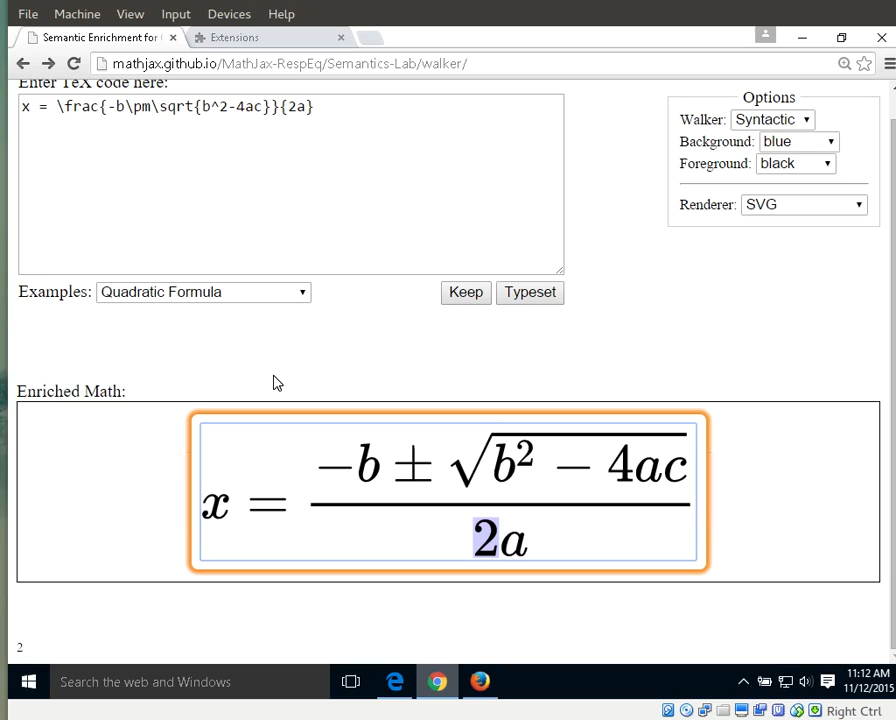 File Machine View Input Devices Help
Semantic Enrichment for
Extensions
mathjax.github.io/MathJax-RespEq/Semantics-Lab/walker/
Enter TeX code here:
x = \frac{-b\pm\sqrt{b^2-4ac}}{2a}
Options
Walker: Syntactic
Background: blue
Foreground: black
Renderer: SVG
Examples: Quadratic Formula
Keep Typeset
Enriched Math:
x = −b ± √b² − 4ac
2a
2
Search the web and Windows
11:12 AM
11/12/2015
Right Ctrl